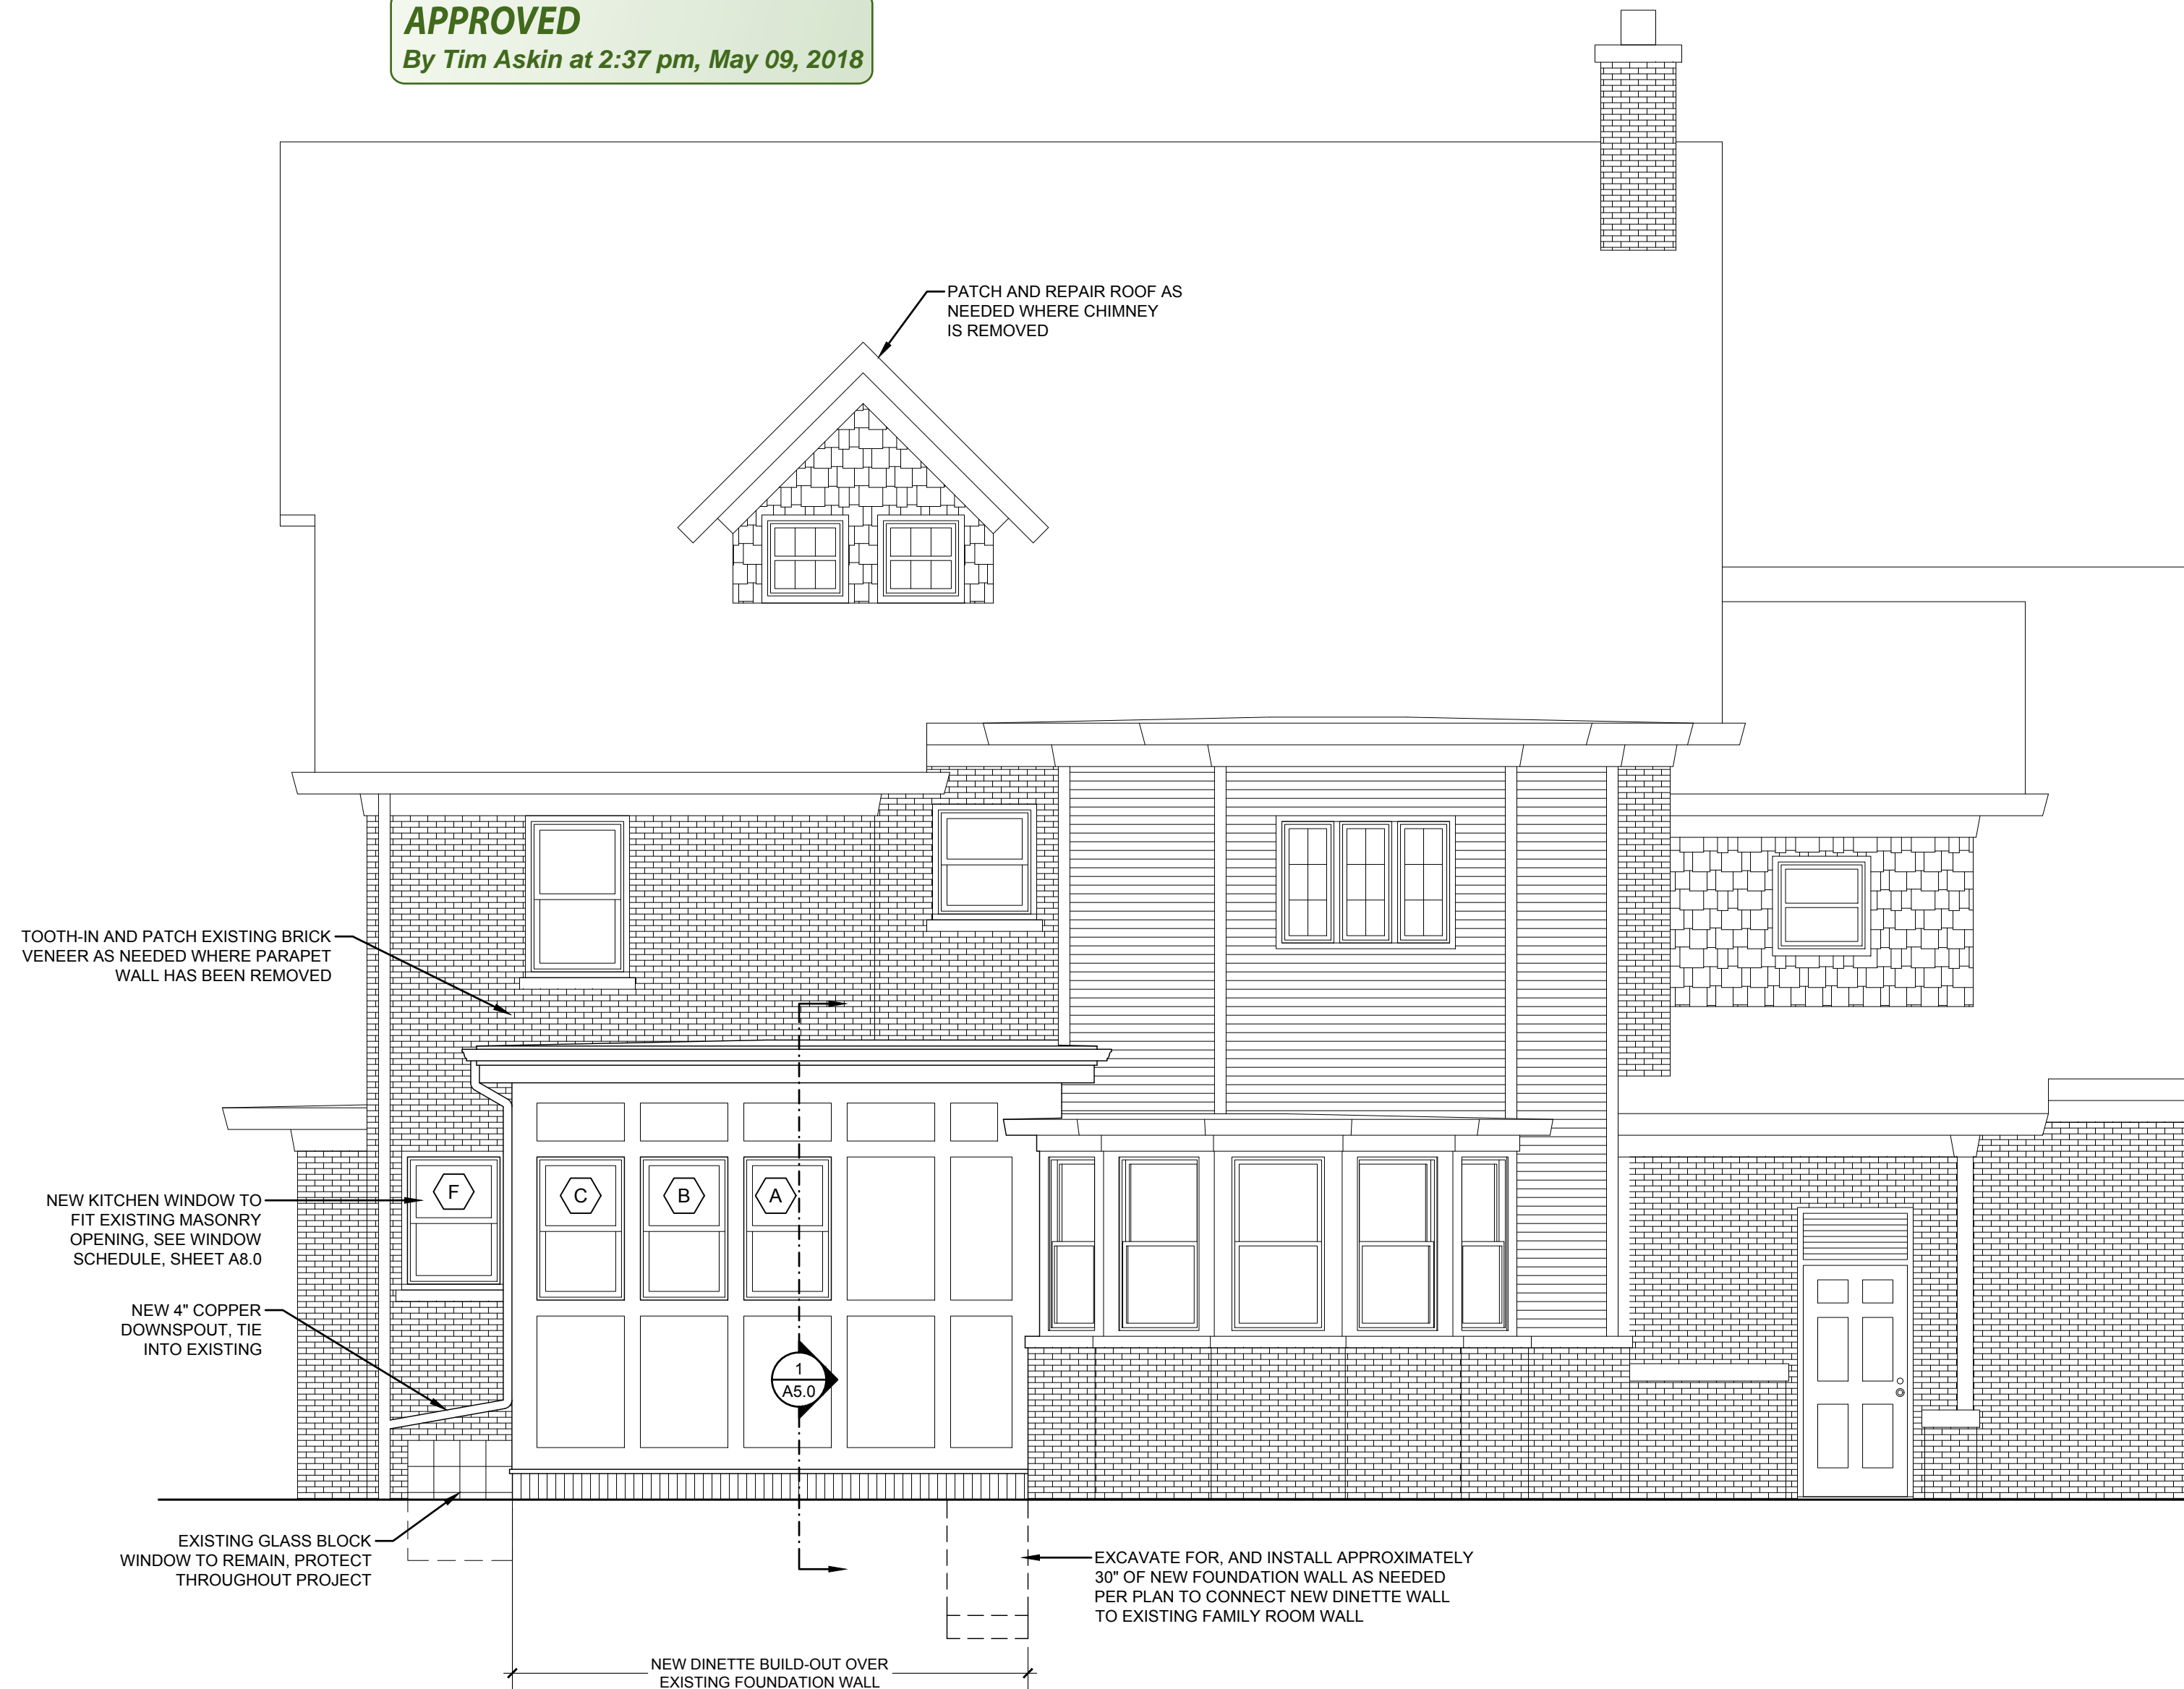 APPROVED
By Tim Askin at 2:37 pm, May 09, 2018
PATCH AND REPAIR ROOF AS
NEEDED WHERE CHIMNEY
IS REMOVED
TOOTH-IN AND PATCH EXISTING BRICK
VENEER AS NEEDED WHERE PARAPET
WALL HAS BEEN REMOVED
NEW KITCHEN WINDOW TO
FIT EXISTING MASONRY
OPENING, SEE WINDOW
SCHEDULE, SHEET A8.0
F
C
B
A
NEW 4" COPPER
DOWNSPOUT, TIE
INTO EXISTING
1
A5.0
EXISTING GLASS BLOCK
WINDOW TO REMAIN, PROTECT
THROUGHOUT PROJECT
EXCAVATE FOR, AND INSTALL APPROXIMATELY
30" OF NEW FOUNDATION WALL AS NEEDED
PER PLAN TO CONNECT NEW DINETTE WALL
TO EXISTING FAMILY ROOM WALL
NEW DINETTE BUILD-OUT OVER
EXISTING FOUNDATION WALL